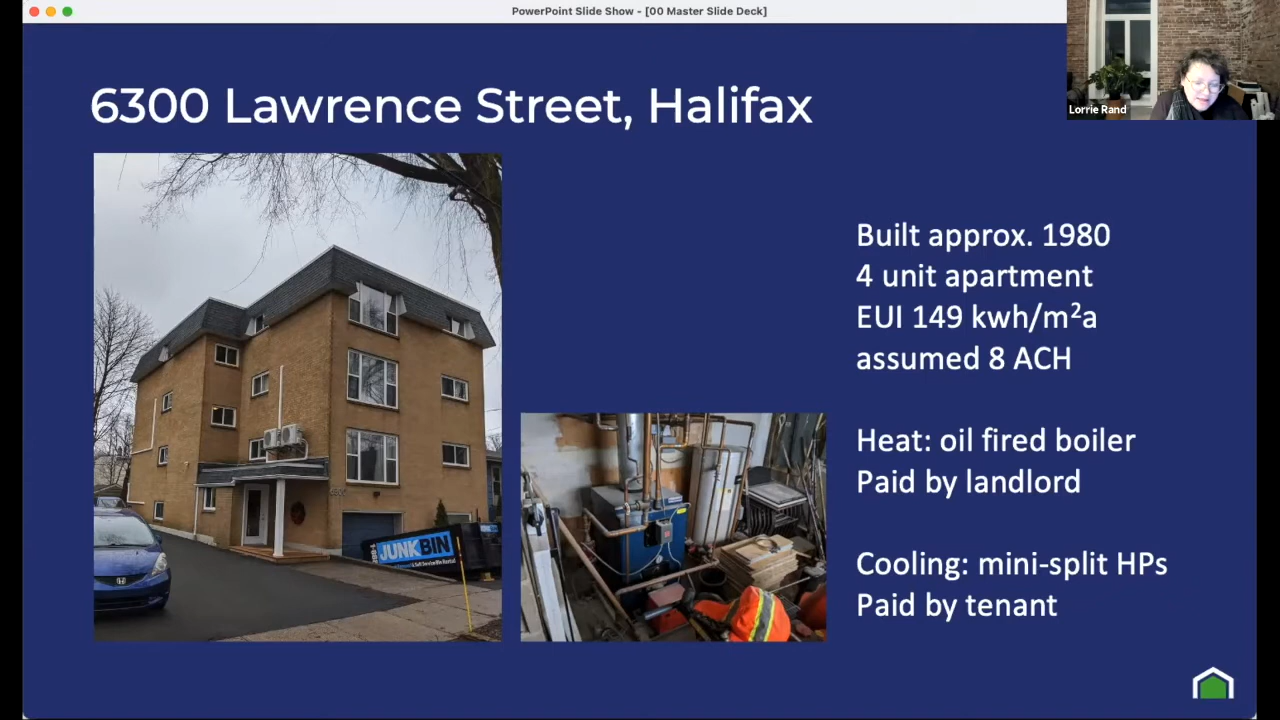 PowerPoint Slide Show - [00 Master Slide Deck]
Lorrie Rand
6300 Lawrence Street, Halifax
Built approx. 1980
4 unit apartment
EUI 149 kwh/m²a
assumed 8 ACH
Heat: oil fired boiler
Paid by landlord
Cooling: mini-split HPs
Paid by tenant
JUNKBIN